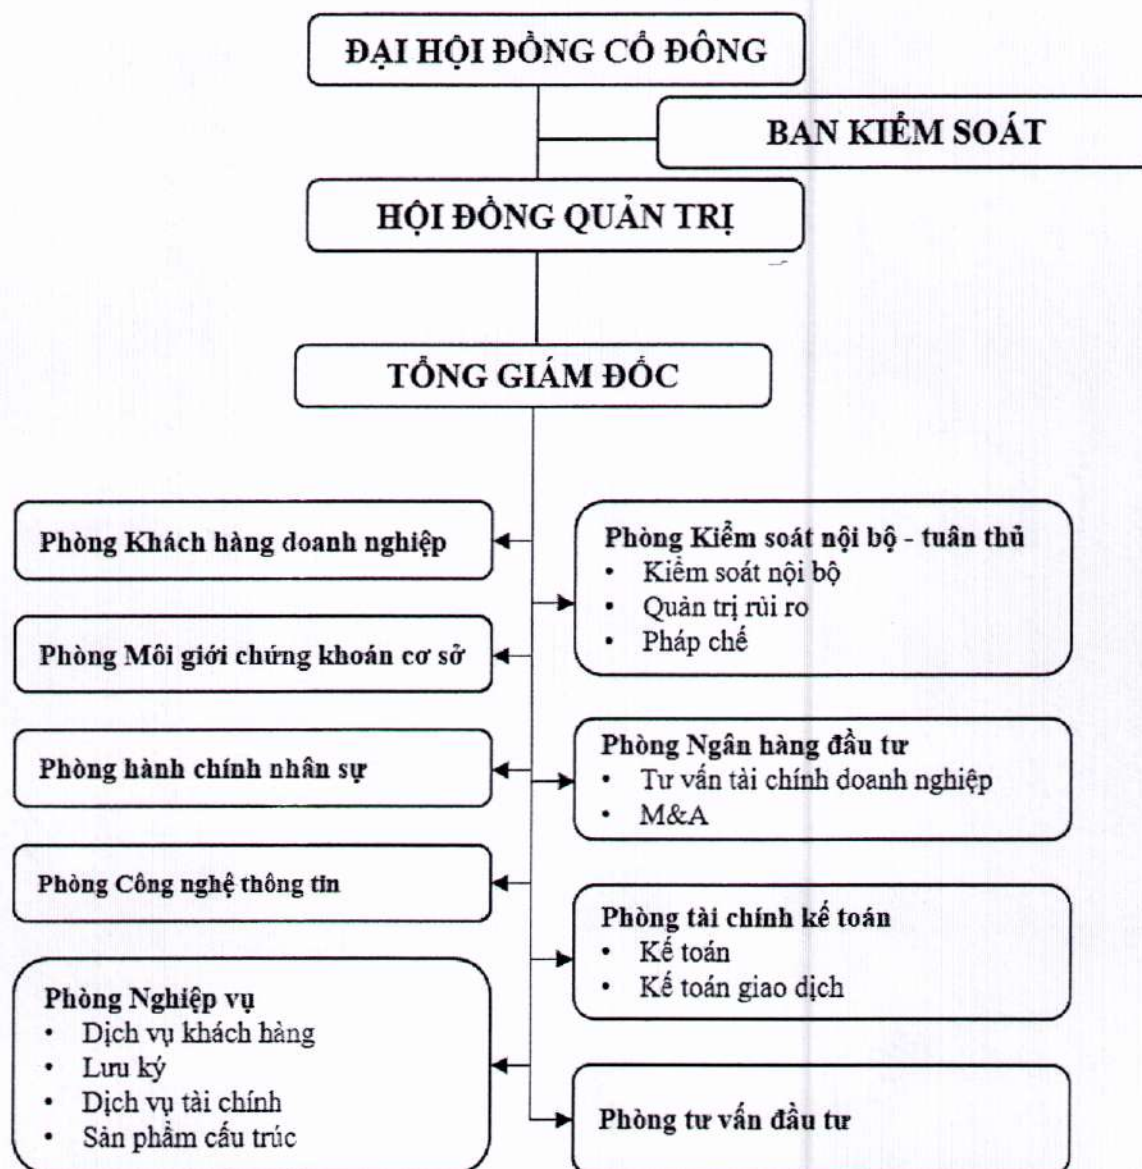 ĐẠI HỘI ĐỒNG CỔ ĐÔNG
BAN KIỂM SOÁT
HỘI ĐỒNG QUẢN TRỊ
TỔNG GIÁM ĐỐC
Phòng Khách hàng doanh nghiệp
Phòng Môi giới chứng khoán cơ sở
Phòng hành chính nhân sự
Phòng Công nghệ thông tin
Phòng Nghiệp vụ
• Dịch vụ khách hàng
• Lưu ký
• Dịch vụ tài chính
• Sản phẩm cấu trúc
Phòng Kiểm soát nội bộ - tuân thủ
• Kiểm soát nội bộ
• Quản trị rủi ro
• Pháp chế
Phòng Ngân hàng đầu tư
• Tư vấn tài chính doanh nghiệp
• M&A
Phòng tài chính kế toán
• Kế toán
• Kế toán giao dịch
Phòng tư vấn đầu tư